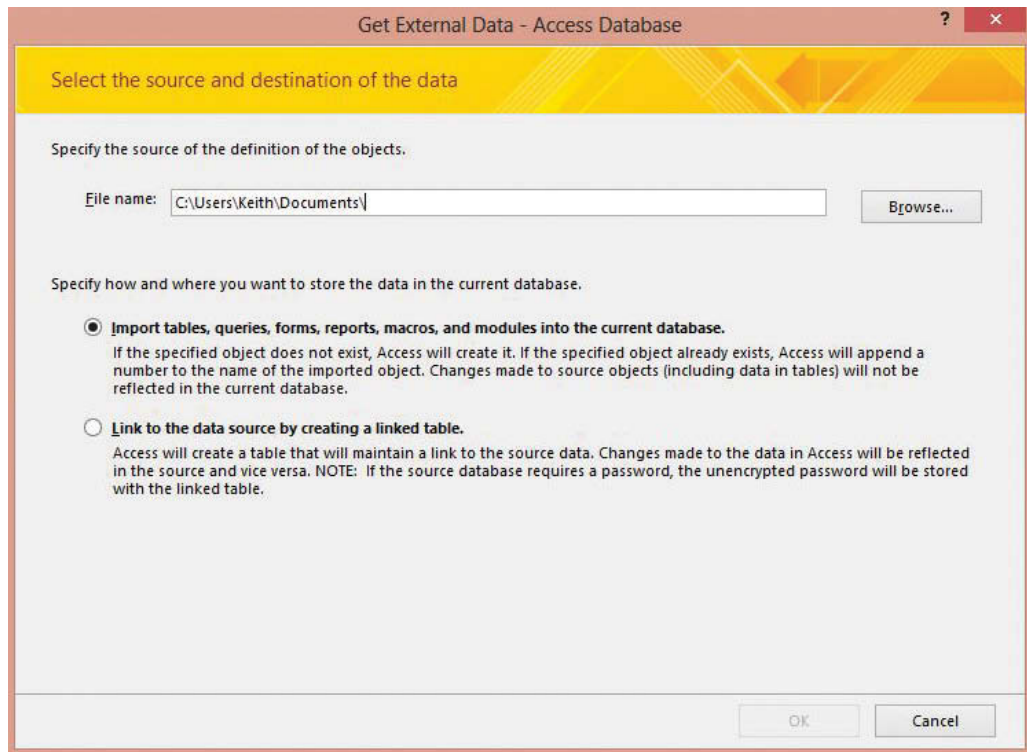 Get External Data - Access Database
?
Select the source and destination of the data
Specify the source of the definition of the objects.
File name: C:\Users\Keith\Documents\ Browse...
Specify how and where you want to store the data in the current database.
Import tables, queries, forms, reports, macros, and modules into the current database.
If the specified object does not exist, Access will create it. If the specified object already exists, Access will append a
number to the name of the imported object. Changes made to source objects (including data in tables) will not be
reflected in the current database.
Link to the data source by creating a linked table.
Access will create a table that will maintain a link to the source data. Changes made to the data in Access will be reflected
in the source and vice versa. NOTE: If the source database requires a password, the unencrypted password will be stored
with the linked table.
OK Cancel